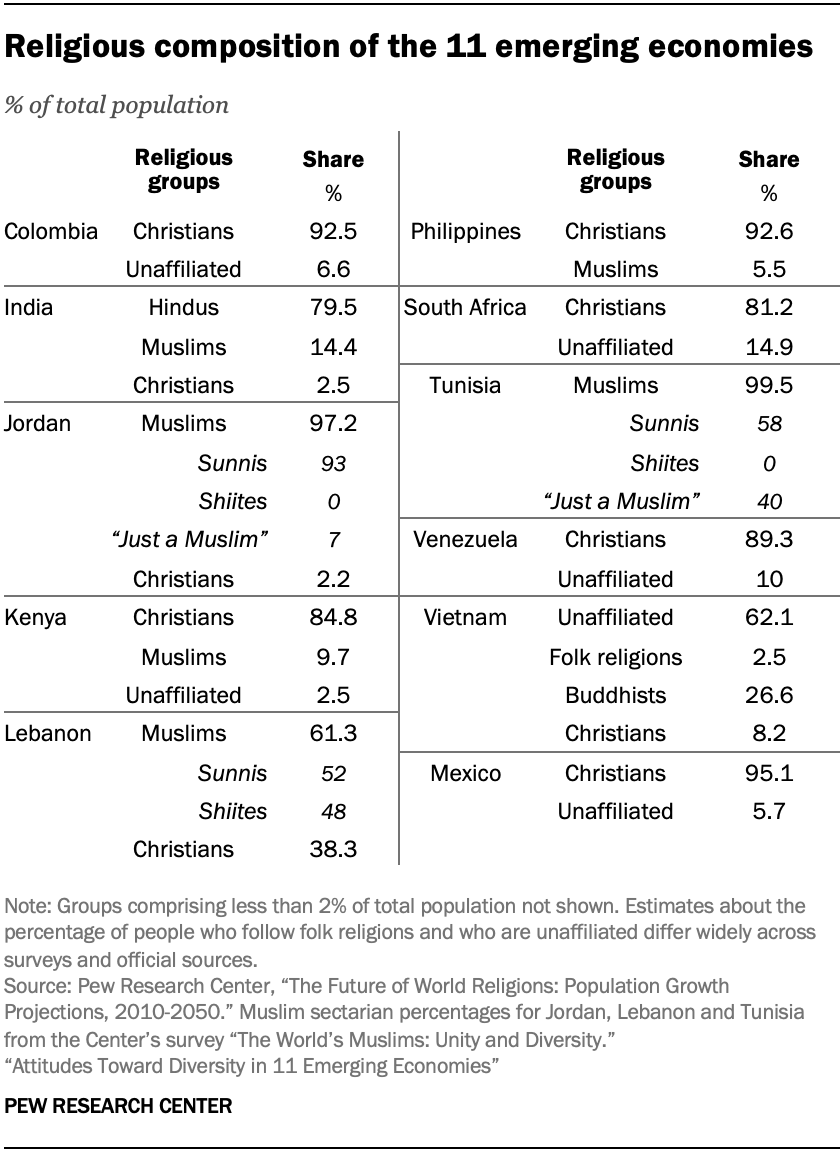 Religious composition of the 11 emerging economies
% of total population
Religious groups Share
%
Colombia Christians 92.5
Unaffiliated 6.6
India Hindus 79.5
Muslims 14.4
Christians 2.5
Jordan Muslims 97.2
Sunnis 93
Shiites 0
“Just a Muslim” 7
Christians 2.2
Kenya Christians 84.8
Muslims 9.7
Unaffiliated 2.5
Lebanon Muslims 61.3
Sunnis 52
Shiites 48
Christians 38.3
Religious groups Share
%
Philippines Christians 92.6
Muslims 5.5
South Africa Christians 81.2
Unaffiliated 14.9
Tunisia Muslims 99.5
Sunnis 58
Shiites 0
“Just a Muslim” 40
Venezuela Christians 89.3
Unaffiliated 10
Vietnam Unaffiliated 62.1
Folk religions 2.5
Buddhists 26.6
Christians 8.2
Mexico Christians 95.1
Unaffiliated 5.7
Note: Groups comprising less than 2% of total population not shown. Estimates about the
percentage of people who follow folk religions and who are unaffiliated differ widely across
surveys and official sources.
Source: Pew Research Center, “The Future of World Religions: Population Growth
Projections, 2010-2050.” Muslim sectarian percentages for Jordan, Lebanon and Tunisia
from the Center’s survey “The World’s Muslims: Unity and Diversity.”
“Attitudes Toward Diversity in 11 Emerging Economies”
PEW RESEARCH CENTER